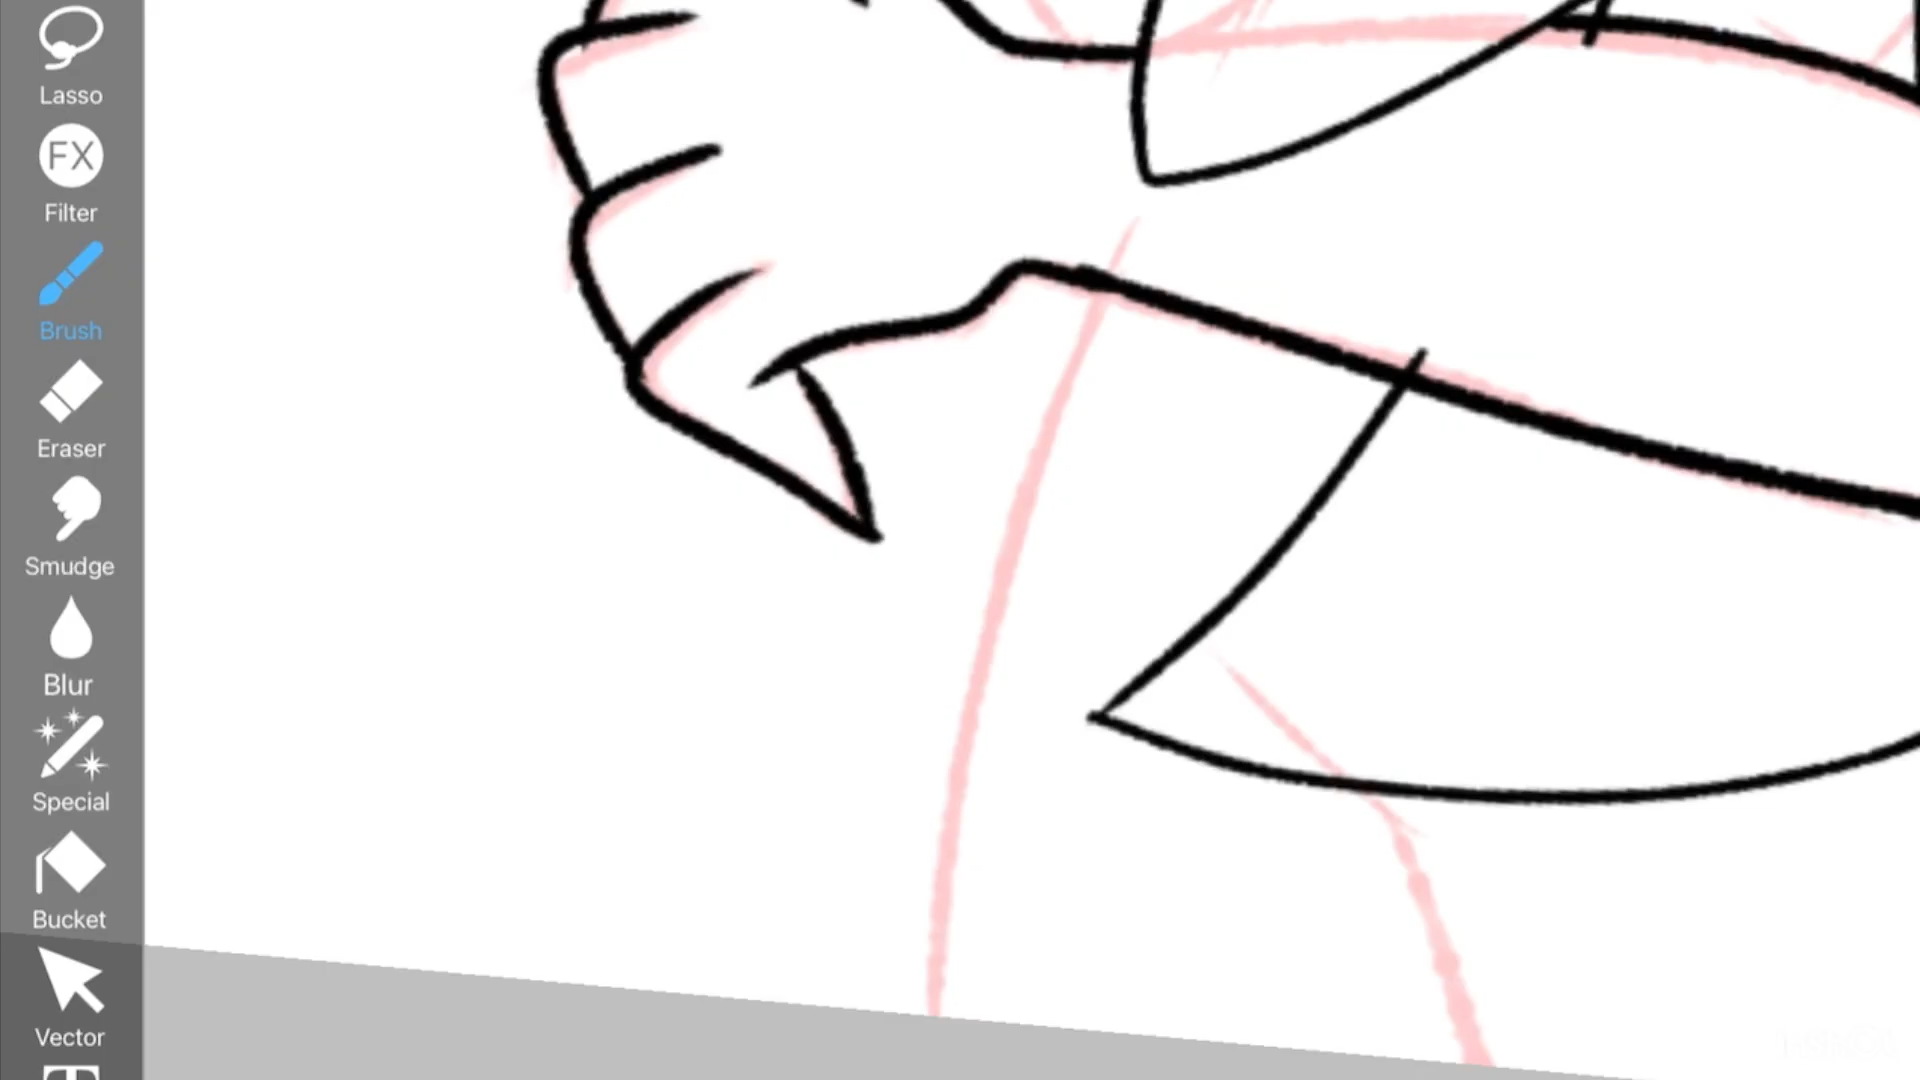 Lasso
FX
Filter
Brush
Eraser
Smudge
Blur
Special
Bucket
Vector